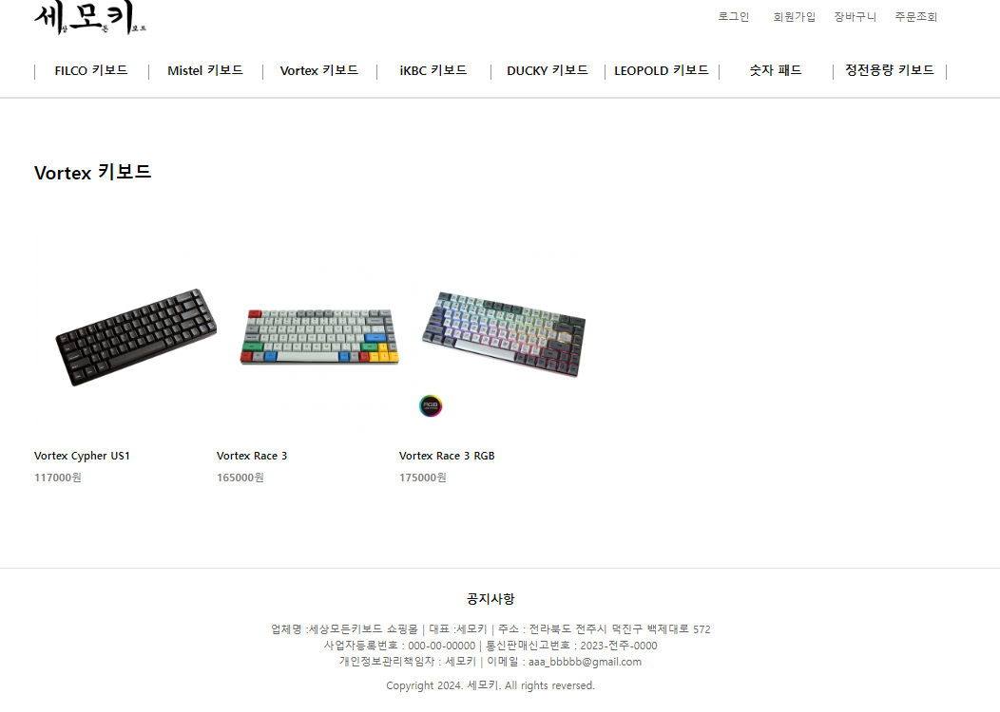 세상모든키보드
로그인 회원가입 장바구니 주문조회
FILCO 키보드 Mistel 키보드 Vortex 키보드 iKBC 키보드 DUCKY 키보드 LEOPOLD 키보드 숫자 패드 정전용량 키보드
Vortex 키보드
RGB
Vortex Cypher US1 Vortex Race 3 Vortex Race 3 RGB
117000원 165000원 175000원
공지사항
업체명 :세상모든키보드 쇼핑몰 | 대표 :세모키 | 주소 : 전라북도 전주시 덕진구 백제대로 572
사업자등록번호 : 000-00-00000 | 통신판매신고번호 : 2023-전주-0000
개인정보관리책임자 : 세모키 | 이메일 : aaa_bbbbb@gmail.com
Copyright 2024. 세모키. All rights reversed.